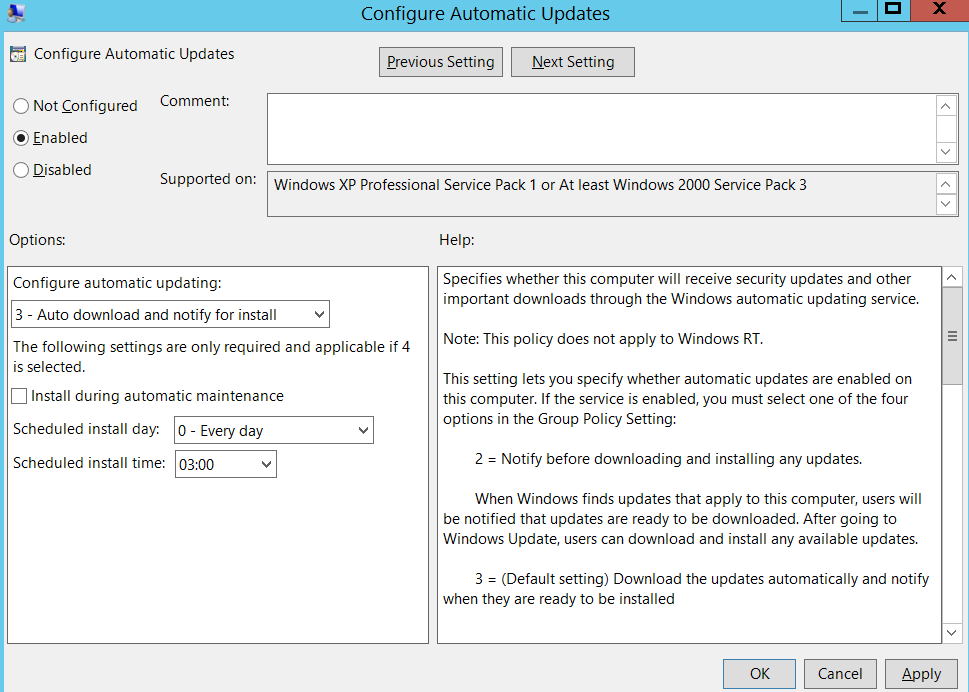 Configure Automatic Updates
Configure Automatic Updates
Previous Setting
Next Setting
Not Configured
Comment:
Enabled
Disabled
Supported on:
Windows XP Professional Service Pack 1 or At least Windows 2000 Service Pack 3
Options:
Help:
Configure automatic updating:
3 - Auto download and notify for install
The following settings are only required and applicable if 4
is selected.
Install during automatic maintenance
Scheduled install day:
0 - Every day
Scheduled install time:
03:00
Specifies whether this computer will receive security updates and other
important downloads through the Windows automatic updating service.
Note: This policy does not apply to Windows RT.
This setting lets you specify whether automatic updates are enabled on
this computer. If the service is enabled, you must select one of the four
options in the Group Policy Setting:
2 = Notify before downloading and installing any updates.
When Windows finds updates that apply to this computer, users will
be notified that updates are ready to be downloaded. After going to
Windows Update, users can download and install any available updates.
3 = (Default setting) Download the updates automatically and notify
when they are ready to be installed
OK
Cancel
Apply